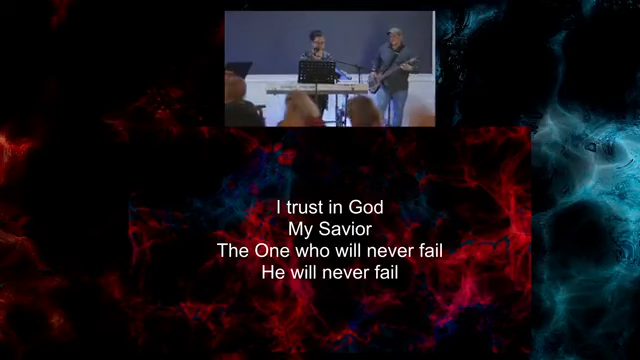 I trust in God
My Savior
The One who will never fail
He will never fail